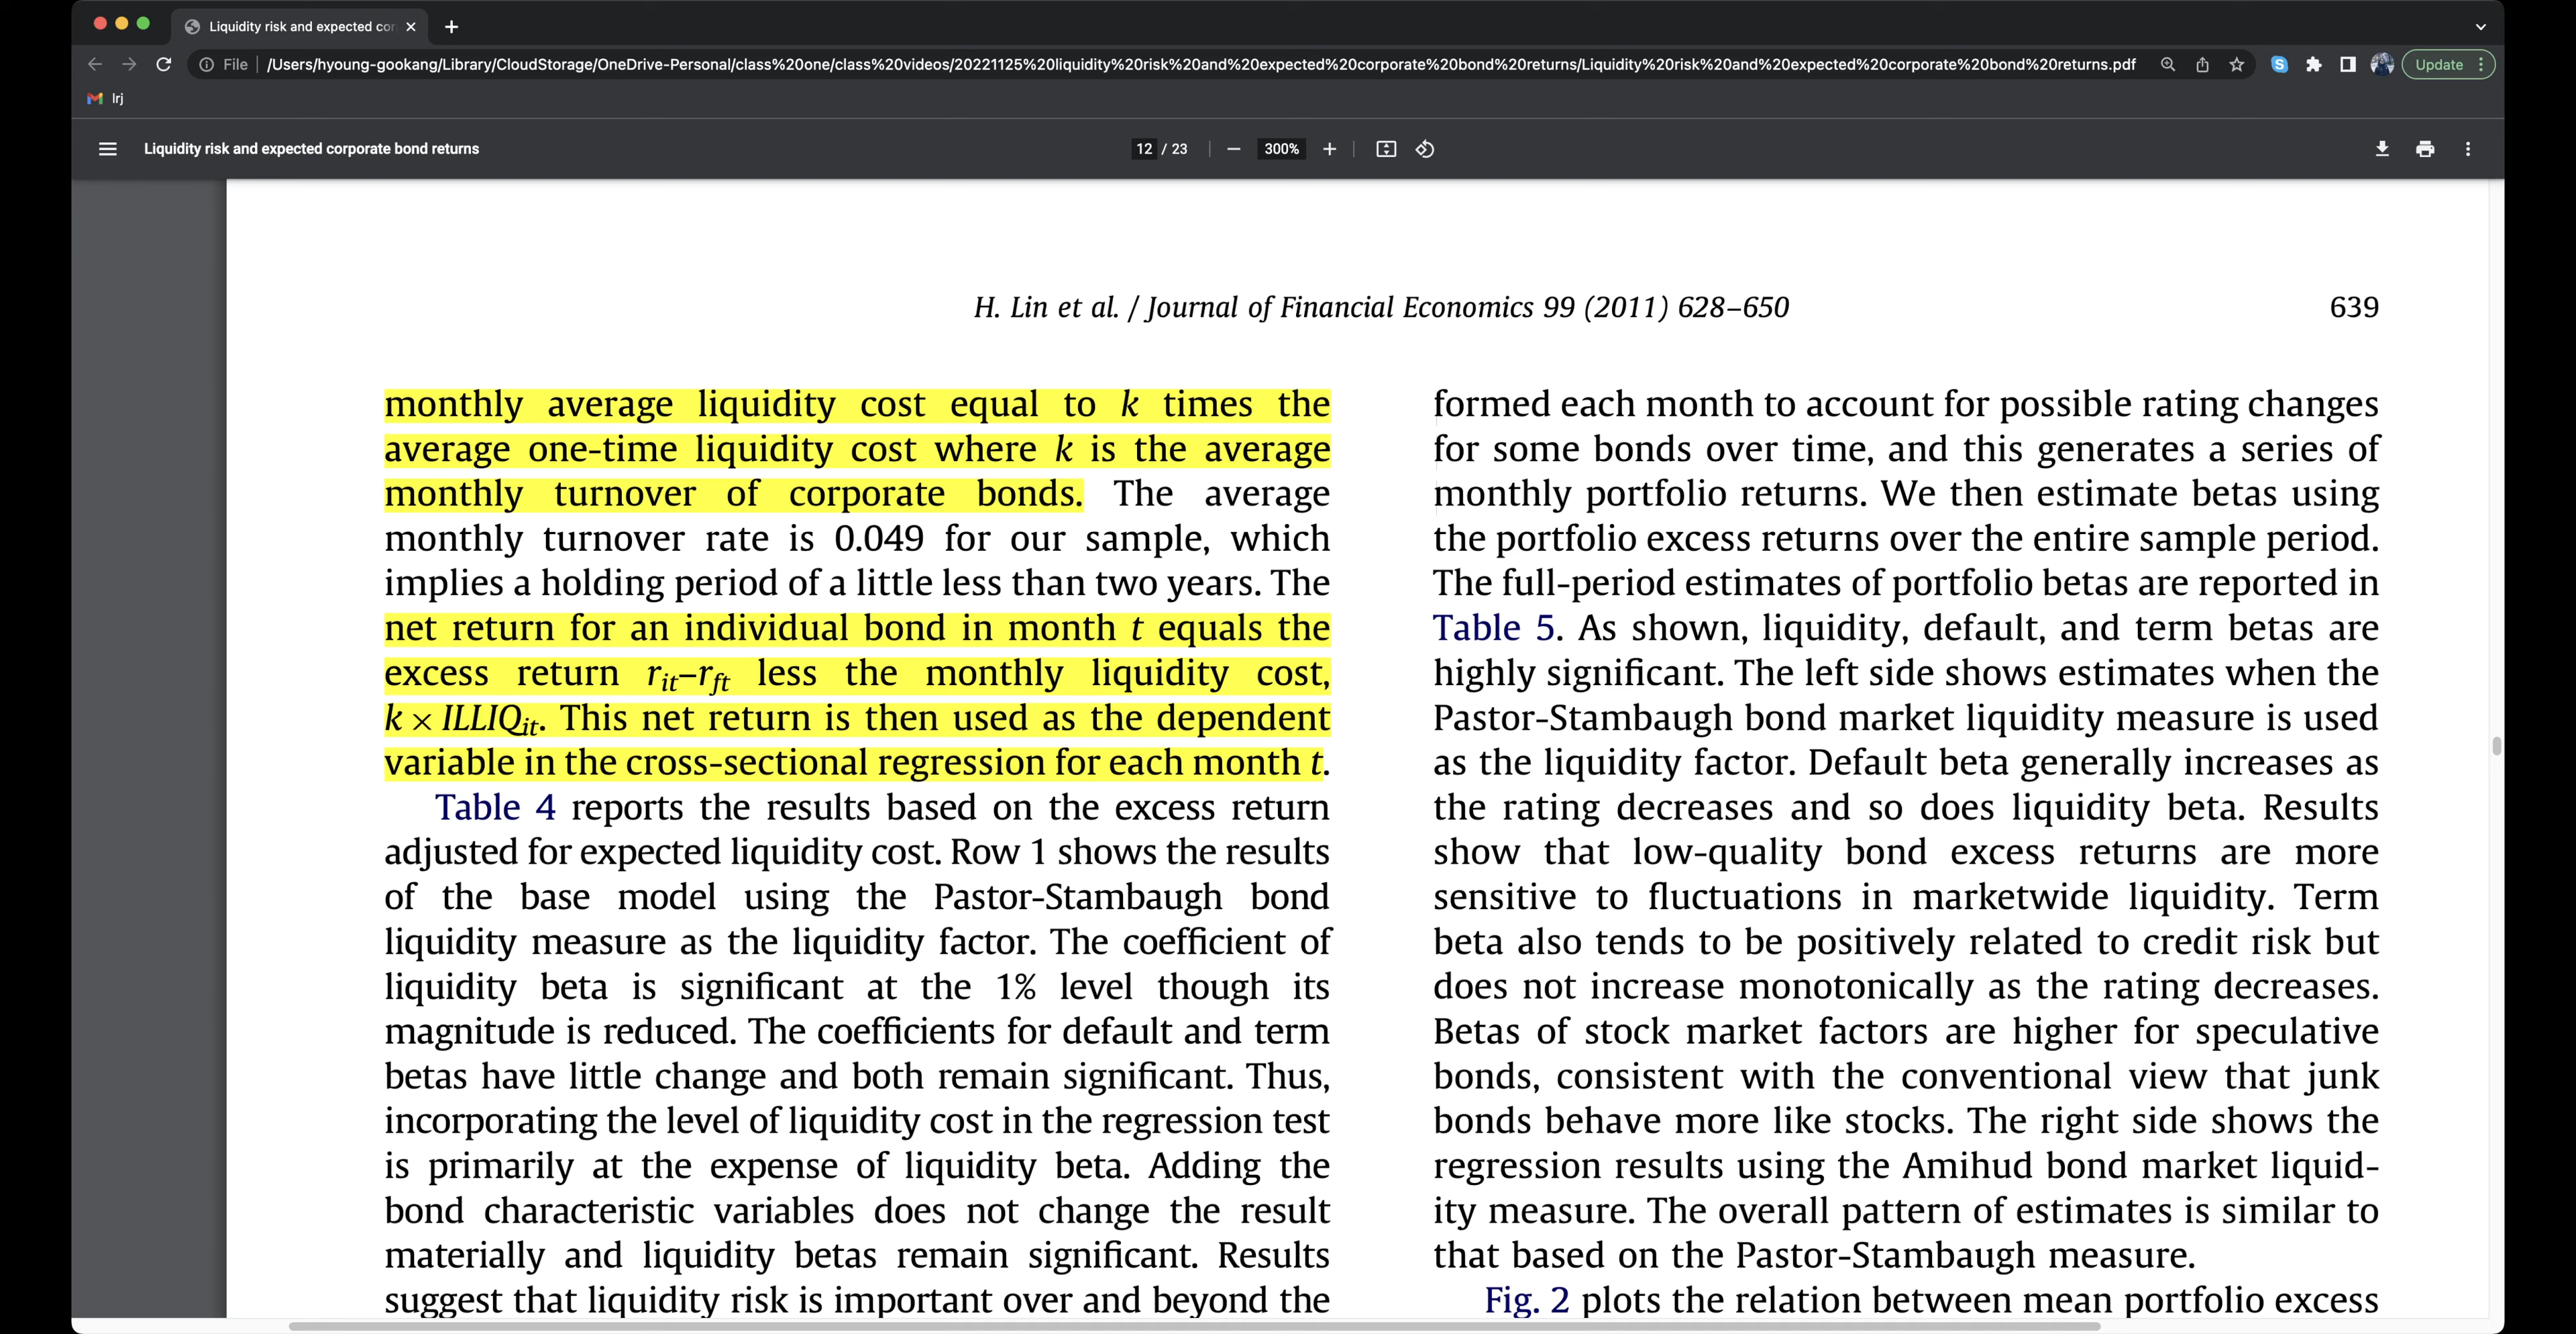 Liquidity risk and expected cor
File
/Users/hyoung-gookang/Library/CloudStorage/OneDrive-Personal/class%20one/class%20videos/20221125%20liquidity%20risk%20and%20expected%20corporate%20bond%20returns/Liquidity%20risk%20and%20expected%20corporate%20bond%20returns.pdf
Update
lrj
Liquidity risk and expected corporate bond returns
12 / 23
300%
H. Lin et al. / Journal of Financial Economics 99 (2011) 628–650
639
monthly average liquidity cost equal to k times the
average one-time liquidity cost where k is the average
monthly turnover of corporate bonds. The average
monthly turnover rate is 0.049 for our sample, which
implies a holding period of a little less than two years. The
net return for an individual bond in month t equals the
excess return rit–rft less the monthly liquidity cost,
k × ILLIQit. This net return is then used as the dependent
variable in the cross-sectional regression for each month t.
Table 4 reports the results based on the excess return
adjusted for expected liquidity cost. Row 1 shows the results
of the base model using the Pastor-Stambaugh bond
liquidity measure as the liquidity factor. The coefficient of
liquidity beta is significant at the 1% level though its
magnitude is reduced. The coefficients for default and term
betas have little change and both remain significant. Thus,
incorporating the level of liquidity cost in the regression test
is primarily at the expense of liquidity beta. Adding the
bond characteristic variables does not change the result
materially and liquidity betas remain significant. Results
suggest that liquidity risk is important over and beyond the
formed each month to account for possible rating changes
for some bonds over time, and this generates a series of
monthly portfolio returns. We then estimate betas using
the portfolio excess returns over the entire sample period.
The full-period estimates of portfolio betas are reported in
Table 5. As shown, liquidity, default, and term betas are
highly significant. The left side shows estimates when the
Pastor-Stambaugh bond market liquidity measure is used
as the liquidity factor. Default beta generally increases as
the rating decreases and so does liquidity beta. Results
show that low-quality bond excess returns are more
sensitive to fluctuations in marketwide liquidity. Term
beta also tends to be positively related to credit risk but
does not increase monotonically as the rating decreases.
Betas of stock market factors are higher for speculative
bonds, consistent with the conventional view that junk
bonds behave more like stocks. The right side shows the
regression results using the Amihud bond market liquid-
ity measure. The overall pattern of estimates is similar to
that based on the Pastor-Stambaugh measure.
Fig. 2 plots the relation between mean portfolio excess